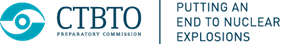 CTBTO
PREPARATORY COMMISSION
PUTTING AN
END TO NUCLEAR
EXPLOSIONS